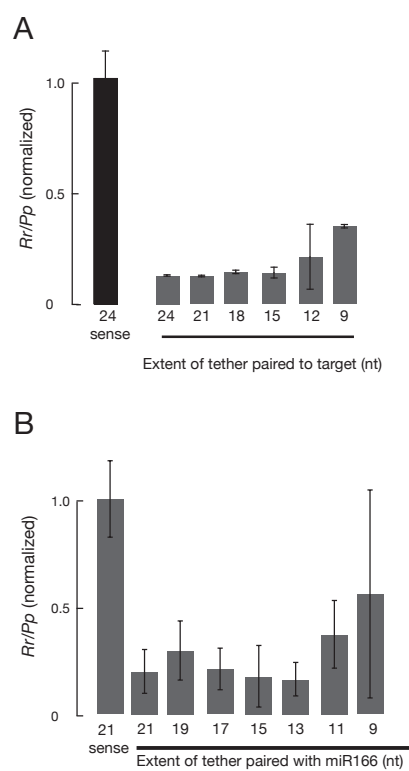 A
Rr/Pp (normalized)
1.0
0.5
0
24 24 21 18 15 12 9
sense
Extent of tether paired to target (nt)
B
Rr/Pp (normalized)
1.0
0.5
0
21 21 19 17 15 13 11 9
sense
Extent of tether paired with miR166 (nt)